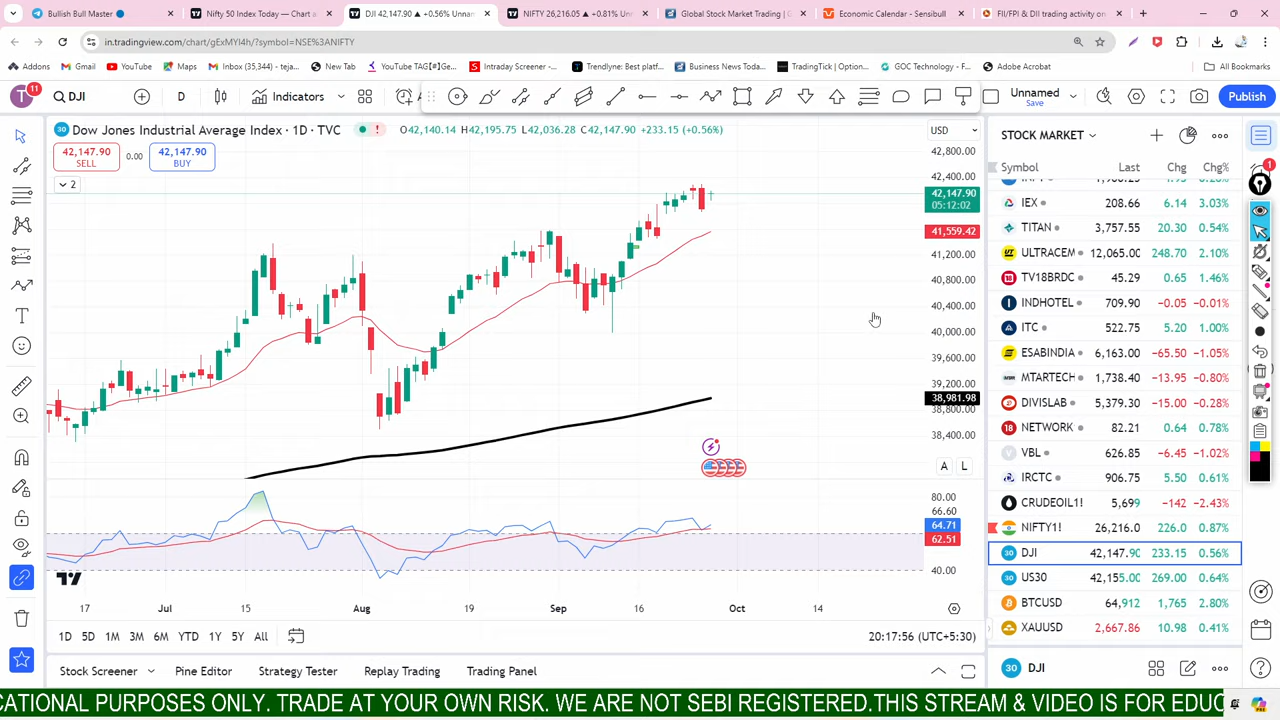 Bullish Bull Master
Nifty 50 Index Today – Chart a
DJI 42,147.90 ▲ +0.56% Unnam
NIFTY 26,216.05 ▲ +0.81% Unn
Global Stock Market Trading | G
Economic Calendar - Sensibull
FII/FPI & DII trading activity on
in.tradingview.com/chart/gExMYI4h/?symbol=NSE%3ANIFTY
Addons
Gmail
YouTube
Maps
Inbox (35,344) - teja...
New Tab
YouTube TAG【#】Ge...
Intraday Screener
Trendlyne: Best platf...
Business News Toda...
TradingTick | Option...
GOC Technology - F...
Adobe Acrobat
All Bookmarks
T
11
DJI
D
Indicators
Unnamed
Save
Publish
30 Dow Jones Industrial Average Index · 1D · TVC
O42,140.14 H42,195.75 L42,036.28 C42,147.90 +233.15 (+0.56%)
42,147.90
SELL
0.00
42,147.90
BUY
2
USD
42,800.00
42,400.00
42,147.90
05:12:02
41,559.42
41,200.00
40,800.00
40,400.00
40,000.00
39,600.00
39,200.00
38,981.98
38,800.00
38,400.00
A L
80.00
66.60
64.71
62.51
40.00
17 Jul 15 Aug 19 Sep 16 Oct 14
1D 5D 1M 3M 6M YTD 1Y 5Y All
20:17:56 (UTC+5:30)
Stock Screener
Pine Editor
Strategy Tester
Replay Trading
Trading Panel
STOCK MARKET
Symbol Last Chg Chg%
IEX 208.66 6.14 3.03%
TITAN 3,757.55 20.30 0.54%
ULTRACEM 12,065.00 248.70 2.10%
TV18BRDC 45.29 0.65 1.46%
INDHOTEL 709.90 −0.05 −0.01%
ITC 522.75 5.20 1.00%
ESABINDIA 6,163.00 −65.50 −1.05%
MTARTECH 1,738.40 −13.95 −0.80%
DIVISLAB 5,379.30 −15.00 −0.28%
NETWORK 82.21 0.64 0.78%
VBL 626.85 −6.45 −1.02%
IRCTC 906.75 5.50 0.61%
CRUDEOIL1! 5,699 −142 −2.43%
NIFTY1! 26,216.0 226.0 0.87%
DJI 42,147.90 233.15 0.56%
US30 42,155.00 269.00 0.64%
BTCUSD 64,912 1,765 2.80%
XAUUSD 2,667.86 10.98 0.41%
30 DJI
1
CATIONAL PURPOSES ONLY. TRADE AT YOUR OWN RISK. WE ARE NOT SEBI REGISTERED.THIS STREAM & VIDEO IS FOR EDUC